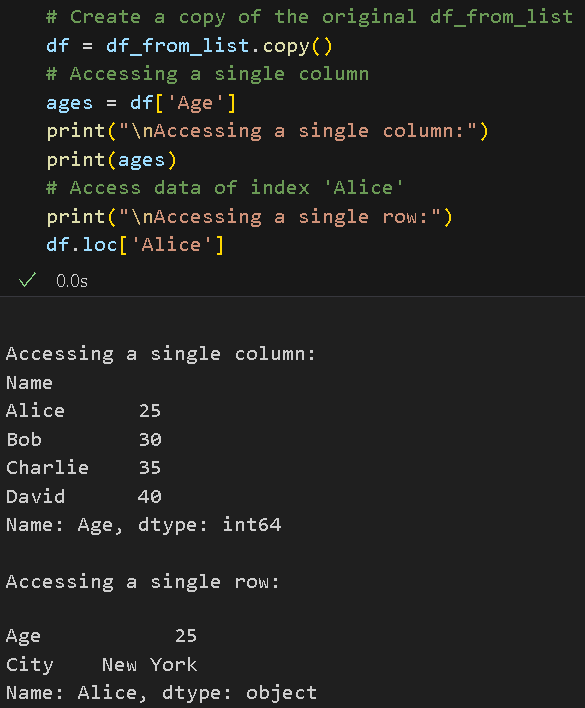 # Create a copy of the original df_from_list
df = df_from_list.copy()
# Accessing a single column
ages = df['Age']
print("\nAccessing a single column:")
print(ages)
# Access data of index 'Alice'
print("\nAccessing a single row:")
df.loc['Alice']
0.0s
Accessing a single column:
Name
Alice      25
Bob        30
Charlie    35
David      40
Name: Age, dtype: int64
Accessing a single row:
Age           25
City    New York
Name: Alice, dtype: object